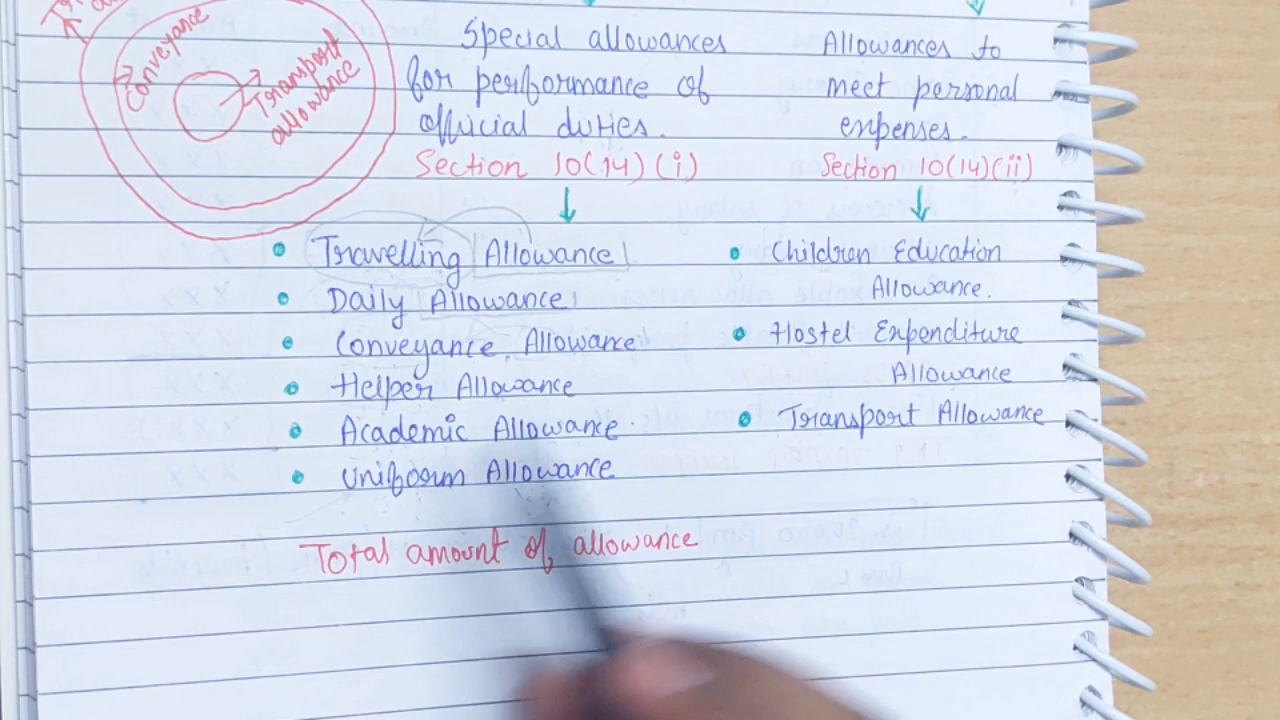 Conveyance
Transport
allowance
Special allowances
for performance of
official duties.
Section 10(14)(i)
Travelling Allowance
Daily Allowance
Conveyance Allowance
Helper Allowance
Academic Allowance
Uniform Allowance
Total amount of allowance
Allowances to
meet personal
expenses.
Section 10(14)(ii)
Children Education
Allowance.
Hostel Expenditure
Allowance
Transport Allowance